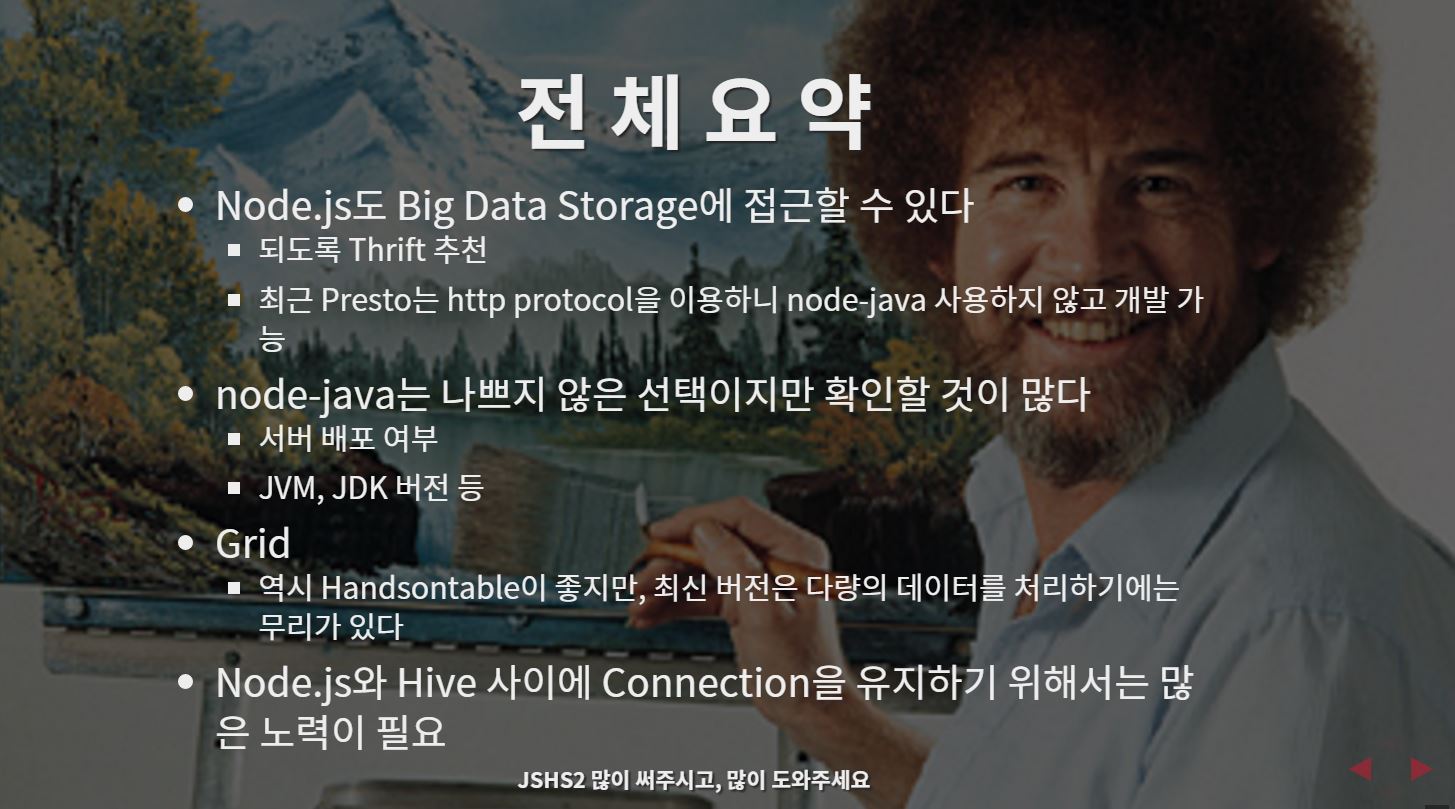 전체요약
Node.js도 Big Data Storage에 접근할 수 있다
되도록 Thrift 추천
최근 Presto는 http protocol을 이용하니 node-java 사용하지 않고 개발 가
능
node-java는 나쁘지 않은 선택이지만 확인할 것이 많다
서버 배포 여부
JVM, JDK 버전 등
Grid
역시 Handsontable이 좋지만, 최신 버전은 다량의 데이터를 처리하기에는
무리가 있다
Node.js와 Hive 사이에 Connection을 유지하기 위해서는 많
은 노력이 필요
JSHS2 많이 써주시고, 많이 도와주세요